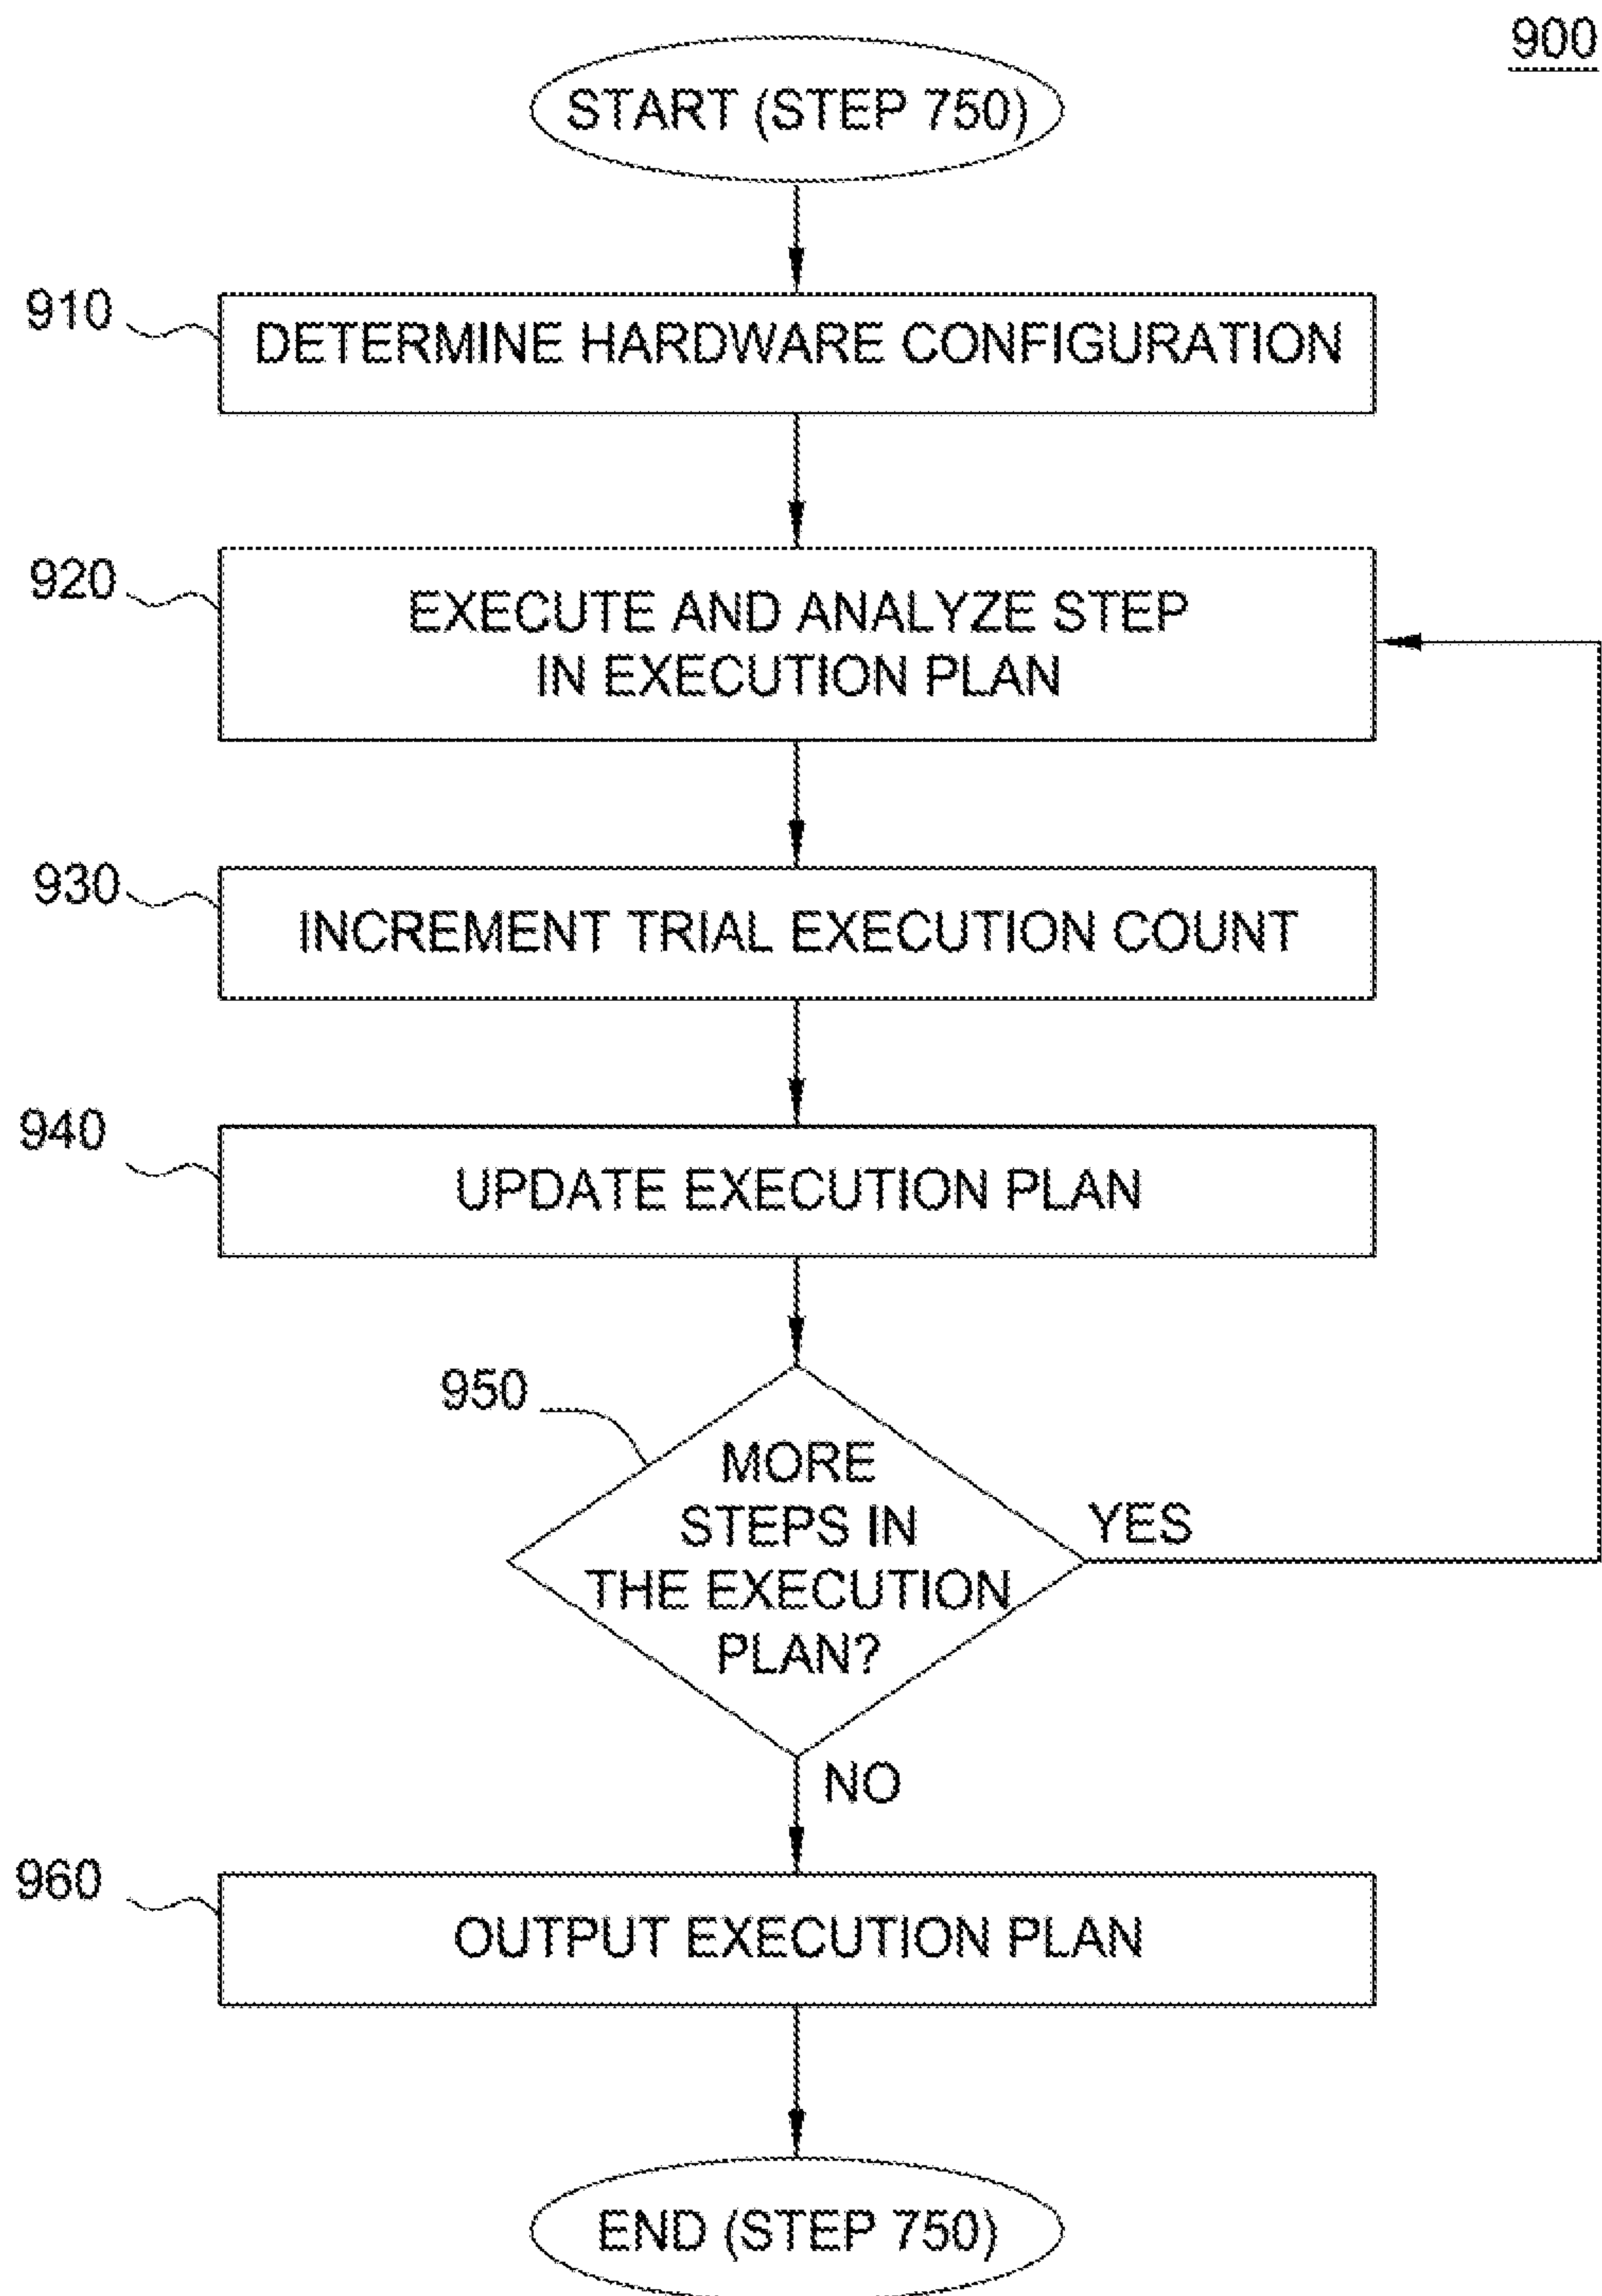 900
START (STEP 750)
910
DETERMINE HARDWARE CONFIGURATION
920
EXECUTE AND ANALYZE STEP
IN EXECUTION PLAN
930
INCREMENT TRIAL EXECUTION COUNT
940
UPDATE EXECUTION PLAN
950
MORE
STEPS IN
THE EXECUTION
PLAN?
YES
NO
960
OUTPUT EXECUTION PLAN
END (STEP 750)